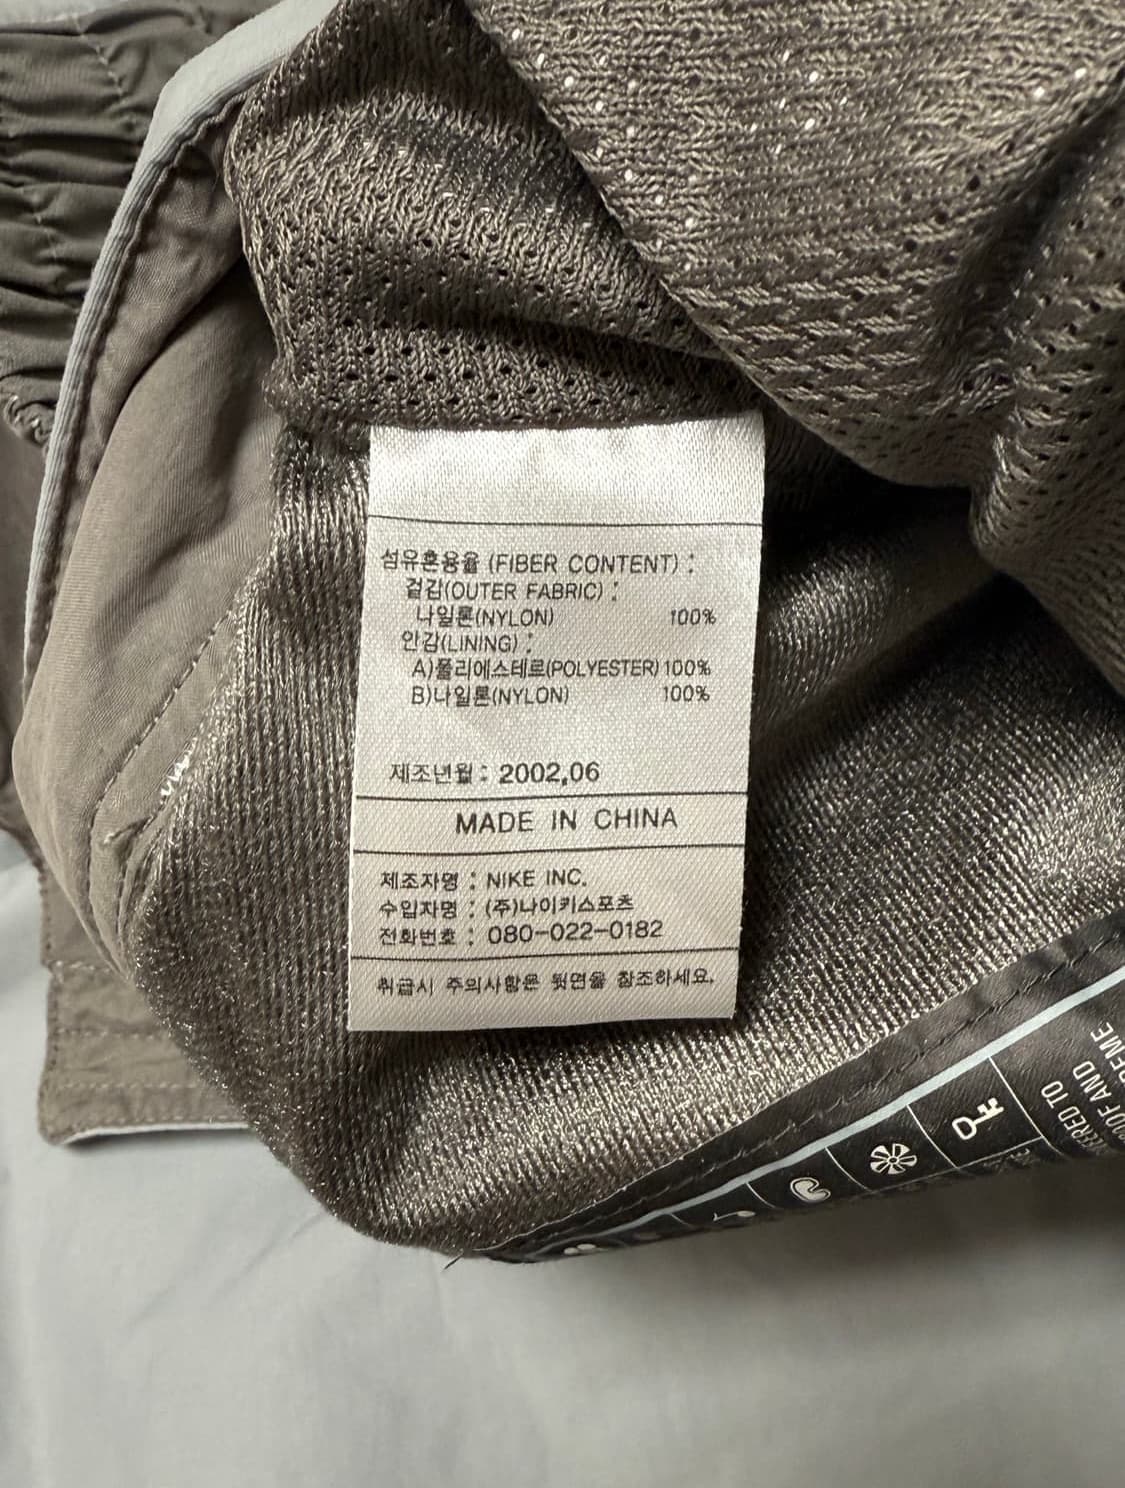 섬유혼용율 (FIBER CONTENT) :
겉감(OUTER FABRIC) :
나일론(NYLON) 100%
안감(LINING) :
A)폴리에스테르(POLYESTER) 100%
B)나일론(NYLON) 100%
제조년월 : 2002,06
MADE IN CHINA
제조자명 : NIKE INC.
수입자명 : (주)나이키스포츠
전화번호 : 080-022-0182
취급시 주의사항은 뒷면을 참조하세요.